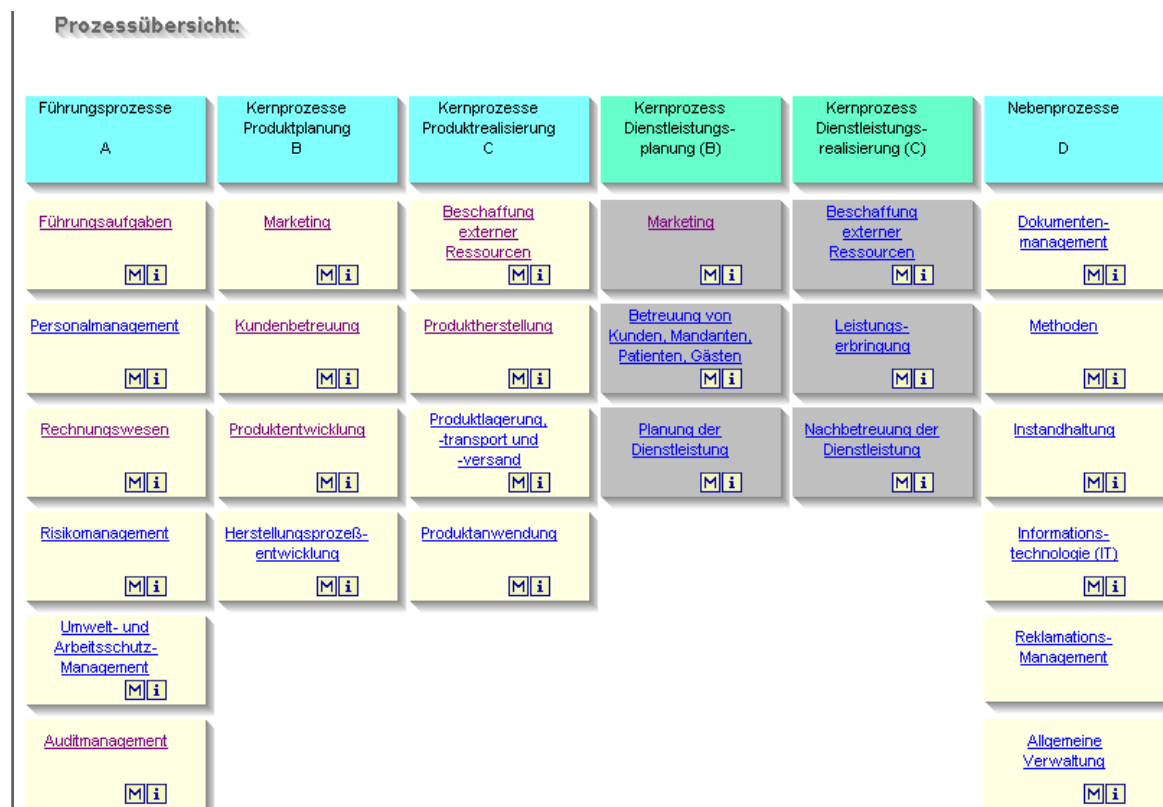 Prozessübersicht:
Führungsprozesse
A
Kernprozesse
Produktplanung
B
Kernprozesse
Produktrealisierung
C
Kernprozess
Dienstleistungs-
planung (B)
Kernprozess
Dienstleistungs-
realisierung (C)
Nebenprozesse
D
Führungsaufgaben
M i
Marketing
M i
Beschaffung
externer
Ressourcen
M i
Marketing
M i
Beschaffung
externer
Ressourcen
M i
Dokumenten-
management
M i
Personalmanagement
M i
Kundenbetreuung
M i
Produktherstellung
M i
Betreuung von
Kunden, Mandanten,
Patienten, Gästen
M i
Leistungs-
erbringung
M i
Methoden
M i
Rechnungswesen
M i
Produktentwicklung
M i
Produktlagerung,
-transport und
-versand
M i
Planung der
Dienstleistung
M i
Nachbetreuung der
Dienstleistung
M i
Instandhaltung
M i
Risikomanagement
M i
Herstellungsprozeß-
entwicklung
M i
Produktanwendung
M i
Informations-
technologie (IT)
M i
Umwelt- und
Arbeitsschutz-
Management
M i
Reklamations-
Management
Auditmanagement
M i
Allgemeine
Verwaltung
M i